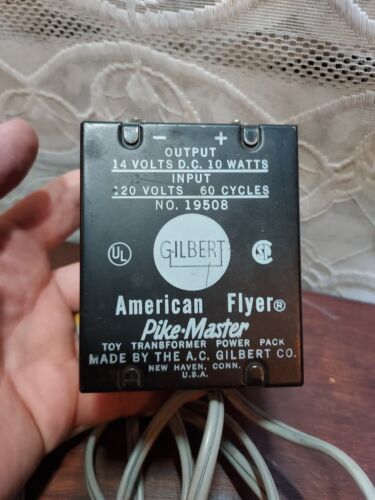 − +
OUTPUT
14 VOLTS D.C. 10 WATTS
INPUT
120 VOLTS 60 CYCLES
NO. 19508
UL
GILBERT
American Flyer®
Pike-Master
TOY TRANSFORMER POWER PACK
MADE BY THE A.C. GILBERT CO.
NEW HAVEN, CONN.
U.S.A.